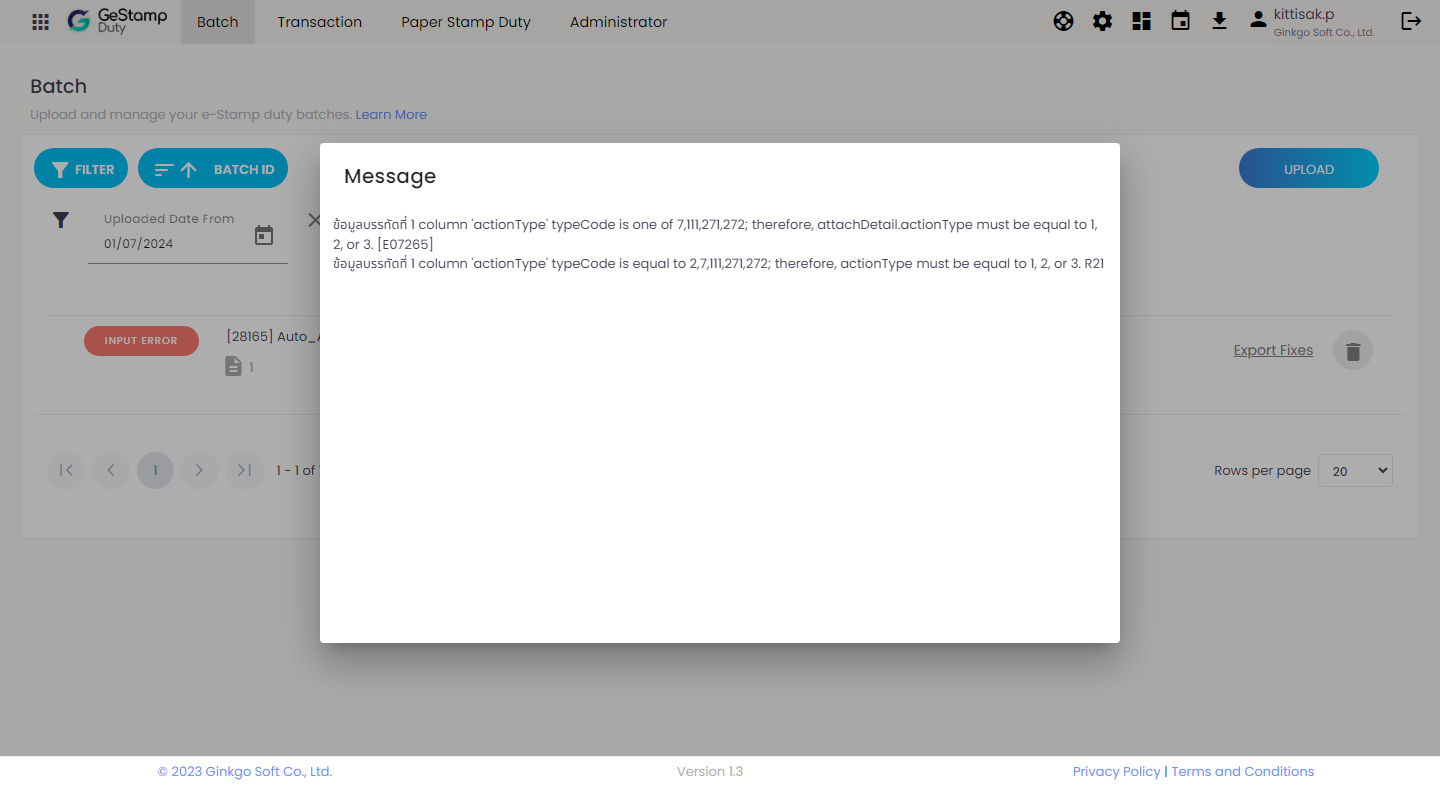 GeStamp
Duty
Batch
Transaction
Paper Stamp Duty
Administrator
kittisak.p
Ginkgo Soft Co., Ltd.
Batch
Upload and manage your e-Stamp duty batches. Learn More
FILTER
BATCH ID
UPLOAD
Uploaded Date From
01/07/2024
Message
ข้อมูลบรรทัดที่ 1 column 'actionType' typeCode is one of 7,111,271,272; therefore, attachDetail.actionType must be equal to 1,
2, or 3. [E07265]
ข้อมูลบรรทัดที่ 1 column 'actionType' typeCode is equal to 2,7,111,271,272; therefore, actionType must be equal to 1, 2, or 3. R21
INPUT ERROR
[28165] Auto_
1
Export Fixes
1
1 - 1 of
Rows per page
20
© 2023 Ginkgo Soft Co., Ltd.
Version 1.3
Privacy Policy | Terms and Conditions